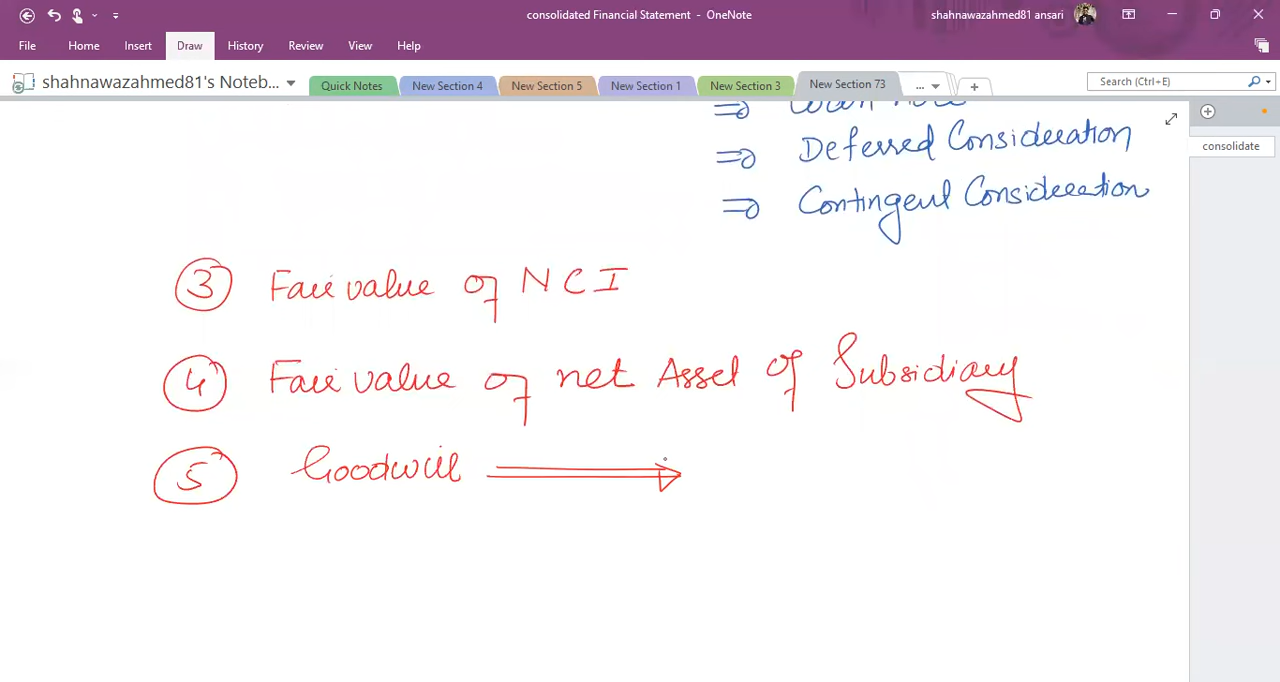 consolidated Financial Statement - OneNote
shahnawazahmed81 ansari
File Home Insert Draw History Review View Help
shahnawazahmed81's Noteb... Quick Notes New Section 4 New Section 5 New Section 1 New Section 3 New Section 73 ... + Search (Ctrl+E)
consolidate
⇒ Deferred Consideration
⇒ Contingent Consideration
3 Fair value of NCI
4 Fair value of net Asset of Subsidiary
5 Goodwill ⇒